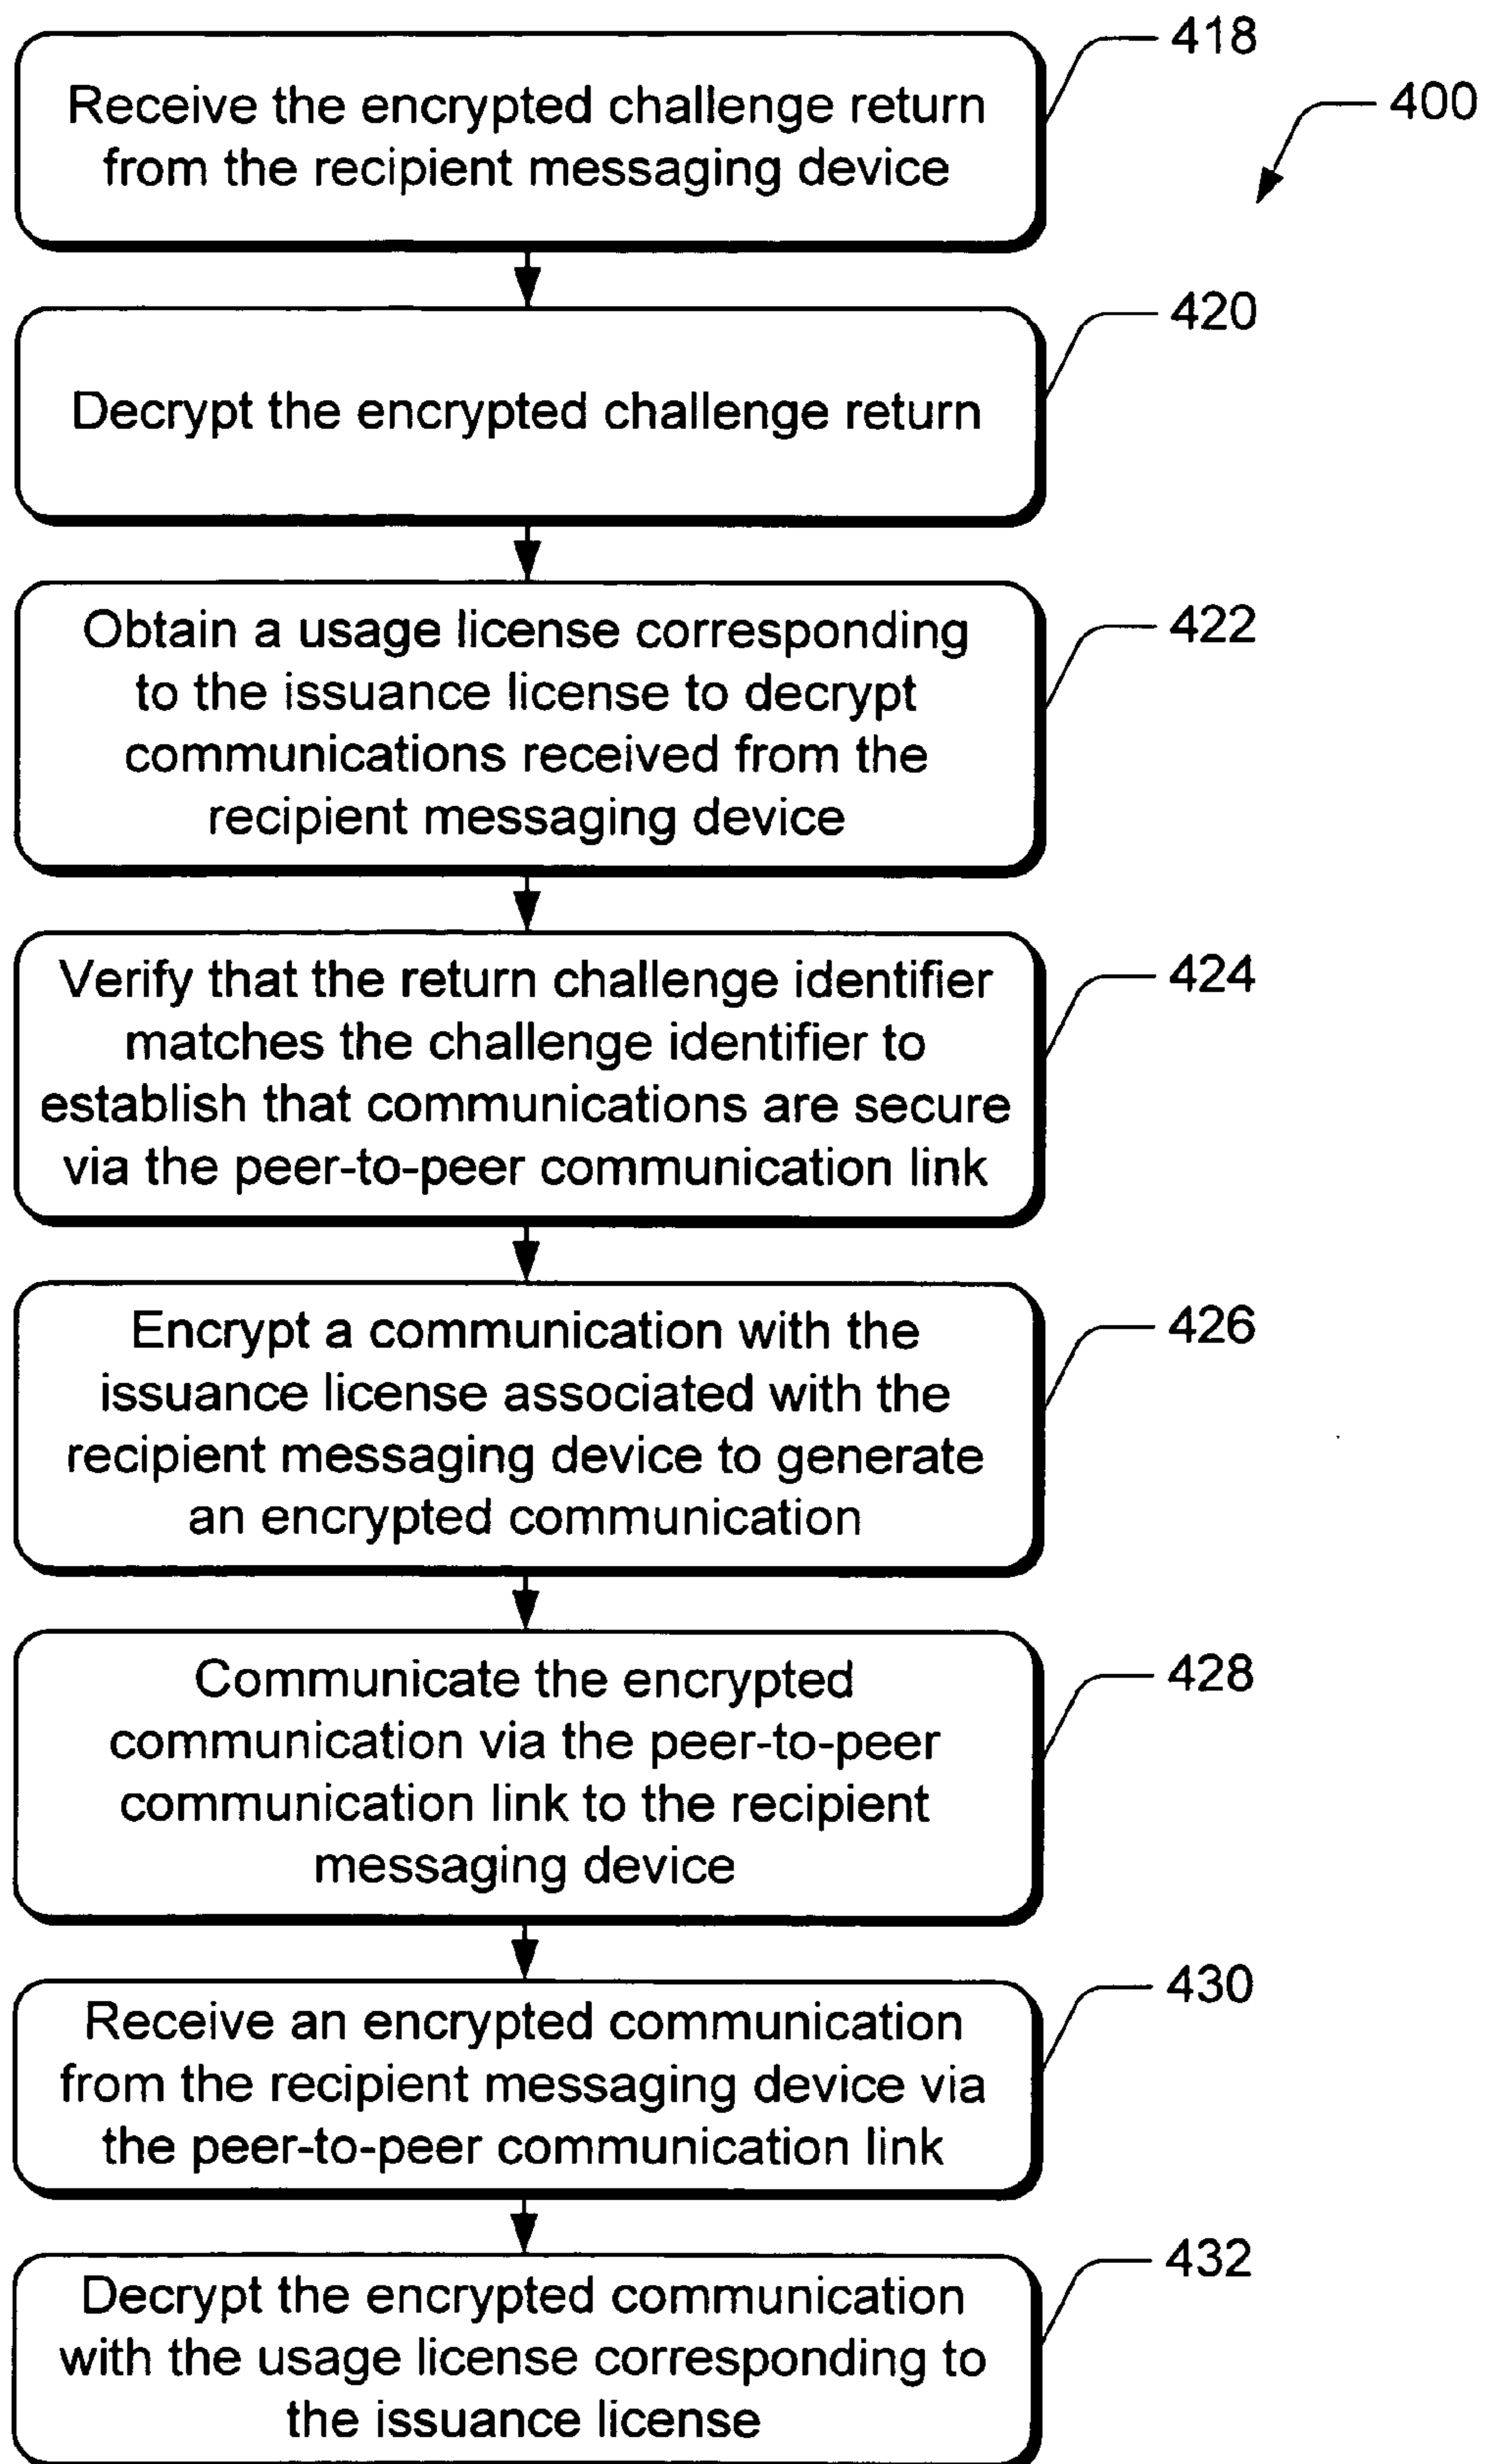 418
400
Receive the encrypted challenge return
from the recipient messaging device
420
Decrypt the encrypted challenge return
422
Obtain a usage license corresponding
to the issuance license to decrypt
communications received from the
recipient messaging device
424
Verify that the return challenge identifier
matches the challenge identifier to
establish that communications are secure
via the peer-to-peer communication link
426
Encrypt a communication with the
issuance license associated with the
recipient messaging device to generate
an encrypted communication
428
Communicate the encrypted
communication via the peer-to-peer
communication link to the recipient
messaging device
430
Receive an encrypted communication
from the recipient messaging device via
the peer-to-peer communication link
432
Decrypt the encrypted communication
with the usage license corresponding to
the issuance license